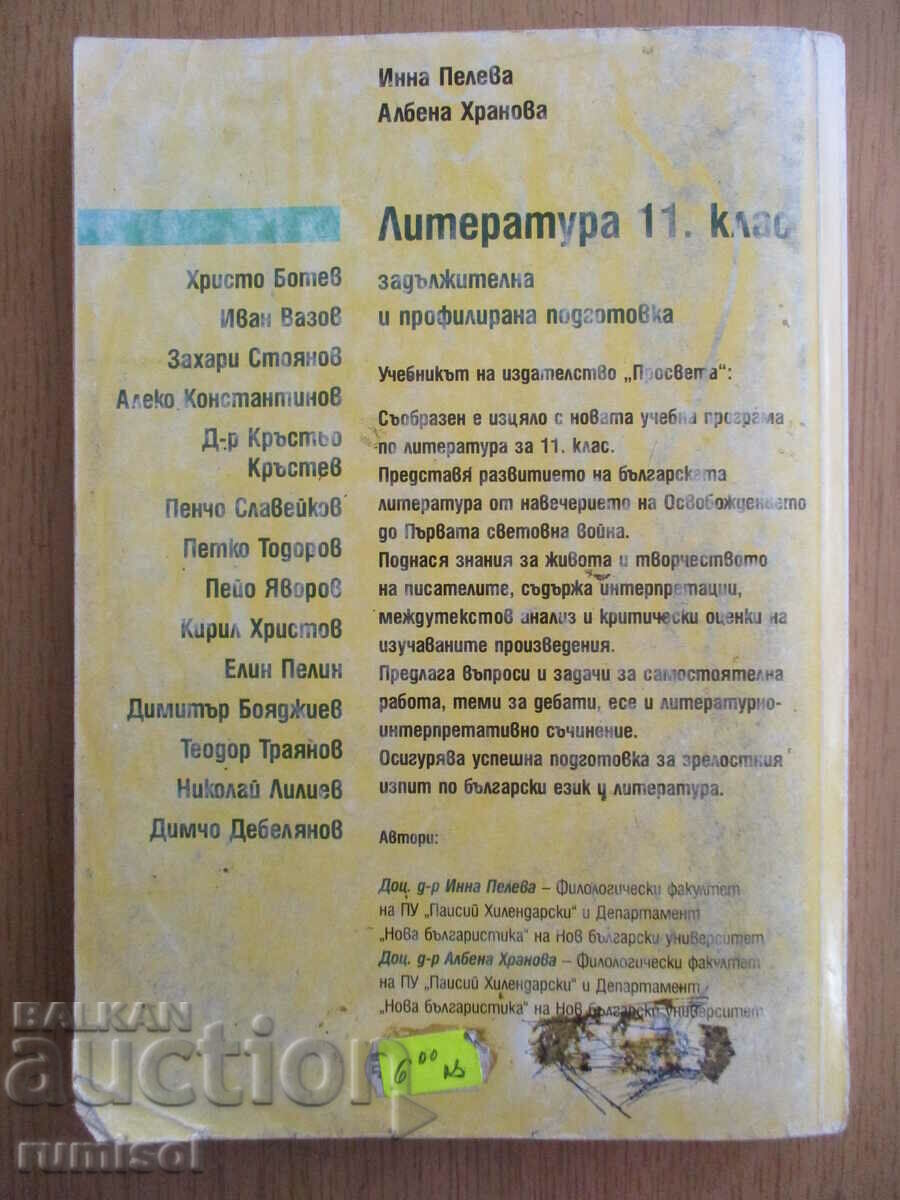 Инна Пелева
Албена Хранова
Литература 11. клас
задължителна
и профилирана подготовка
Христо Ботев
Иван Вазов
Захари Стоянов
Алеко Константинов
Д-р Кръстьо
Кръстев
Пенчо Славейков
Петко Тодоров
Пейо Яворов
Кирил Христов
Елин Пелин
Димитър Бояджиев
Теодор Траянов
Николай Лилиев
Димчо Дебелянов
Учебникът на издателство „Просвета“:
Съобразен е изцяло с новата учебна програма
по литература за 11. клас.
Представя развитието на българската
литература от навечерието на Освобождението
до Първата световна война.
Поднася знания за живота и творчеството
на писателите, съдържа интерпретации,
междутекстов анализ и критически оценки на
изучаваните произведения.
Предлага въпроси и задачи за самостоятелна
работа, теми за дебати, есе и литературно-
интерпретативно съчинение.
Осигурява успешна подготовка за зрелостния
изпит по български език и литература.
Автори:
Доц. д-р Инна Пелева – Филологически факултет
на ПУ „Паисий Хилендарски“ и Департамент
„Нова българистика“ на Нов български университет
Доц. д-р Албена Хранова – Филологически факултет
на ПУ „Паисий Хилендарски“ и Департамент
„Нова българистика“ на Нов български университет
6 00 лв
BALKAN
auction
rumisol